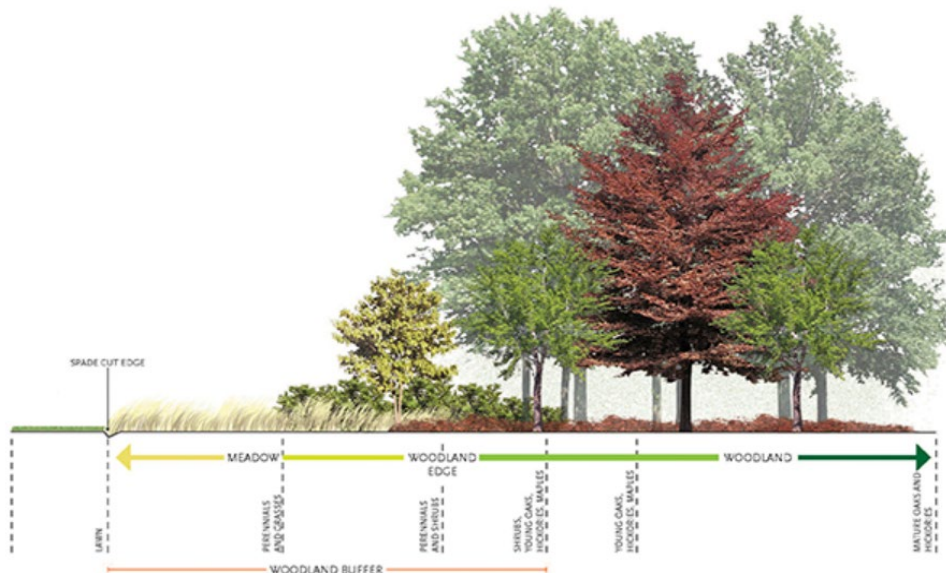 SPADE CUT EDGE
MEADOW
WOODLAND
EDGE
WOODLAND
LAWN
PERENNIALS
AND GRASSES
PERENNIALS
AND SHRUBS
SHRUBS,
YOUNG OAKS,
HICKORIES, MAPLES
YOUNG OAKS,
HICKORIES, MAPLES
MATURE OAKS AND
HICKORIES
WOODLAND BUFFER